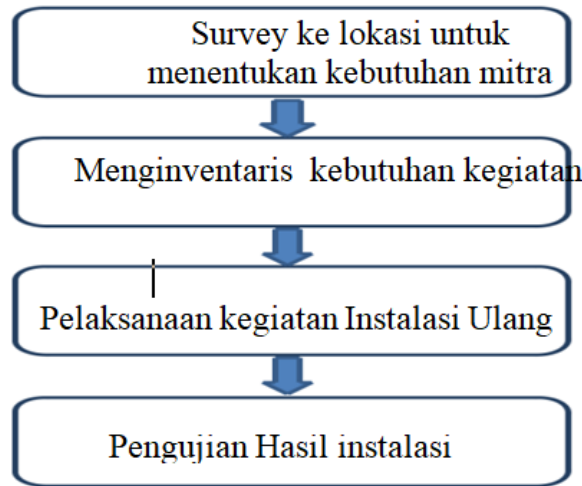 Survey ke lokasi untuk
menentukan kebutuhan mitra
Menginventaris kebutuhan kegiatan
Pelaksanaan kegiatan Instalasi Ulang
Pengujian Hasil instalasi